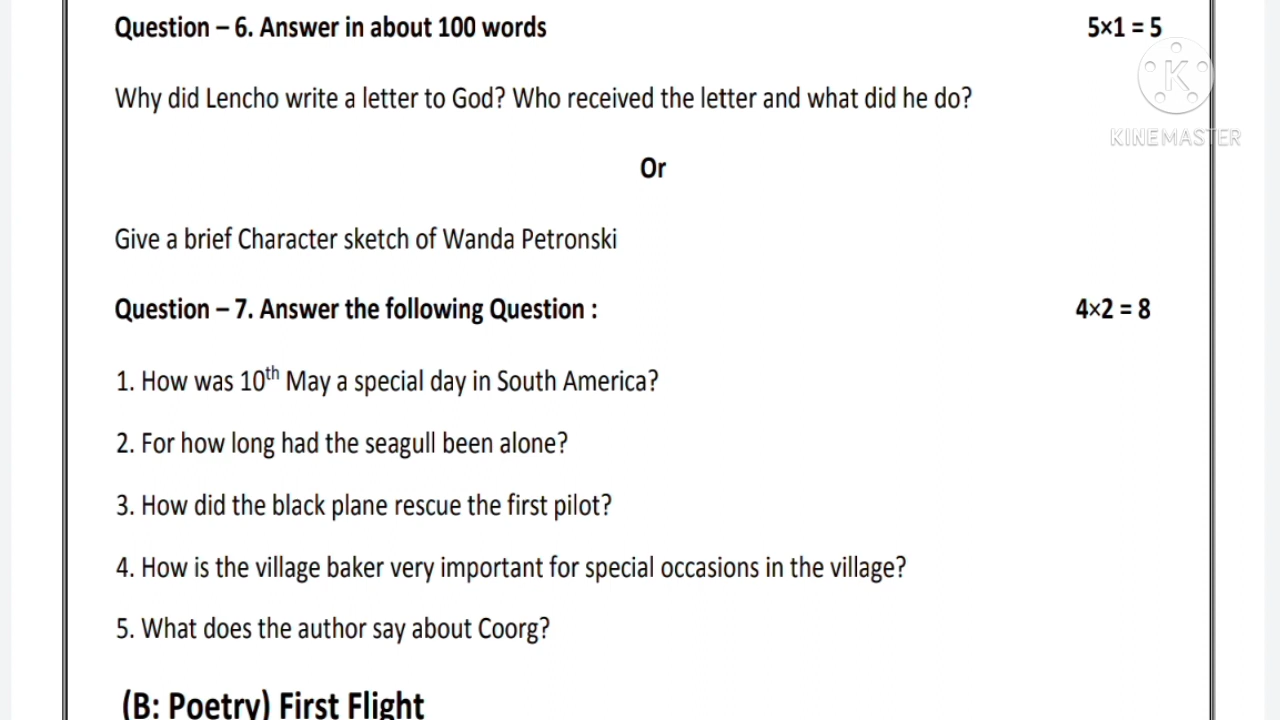 Question – 6. Answer in about 100 words 5×1 = 5
K
KINEMASTER
Why did Lencho write a letter to God? Who received the letter and what did he do?
Or
Give a brief Character sketch of Wanda Petronski
Question – 7. Answer the following Question : 4×2 = 8
1. How was 10th May a special day in South America?
2. For how long had the seagull been alone?
3. How did the black plane rescue the first pilot?
4. How is the village baker very important for special occasions in the village?
5. What does the author say about Coorg?
(B: Poetry) First Flight